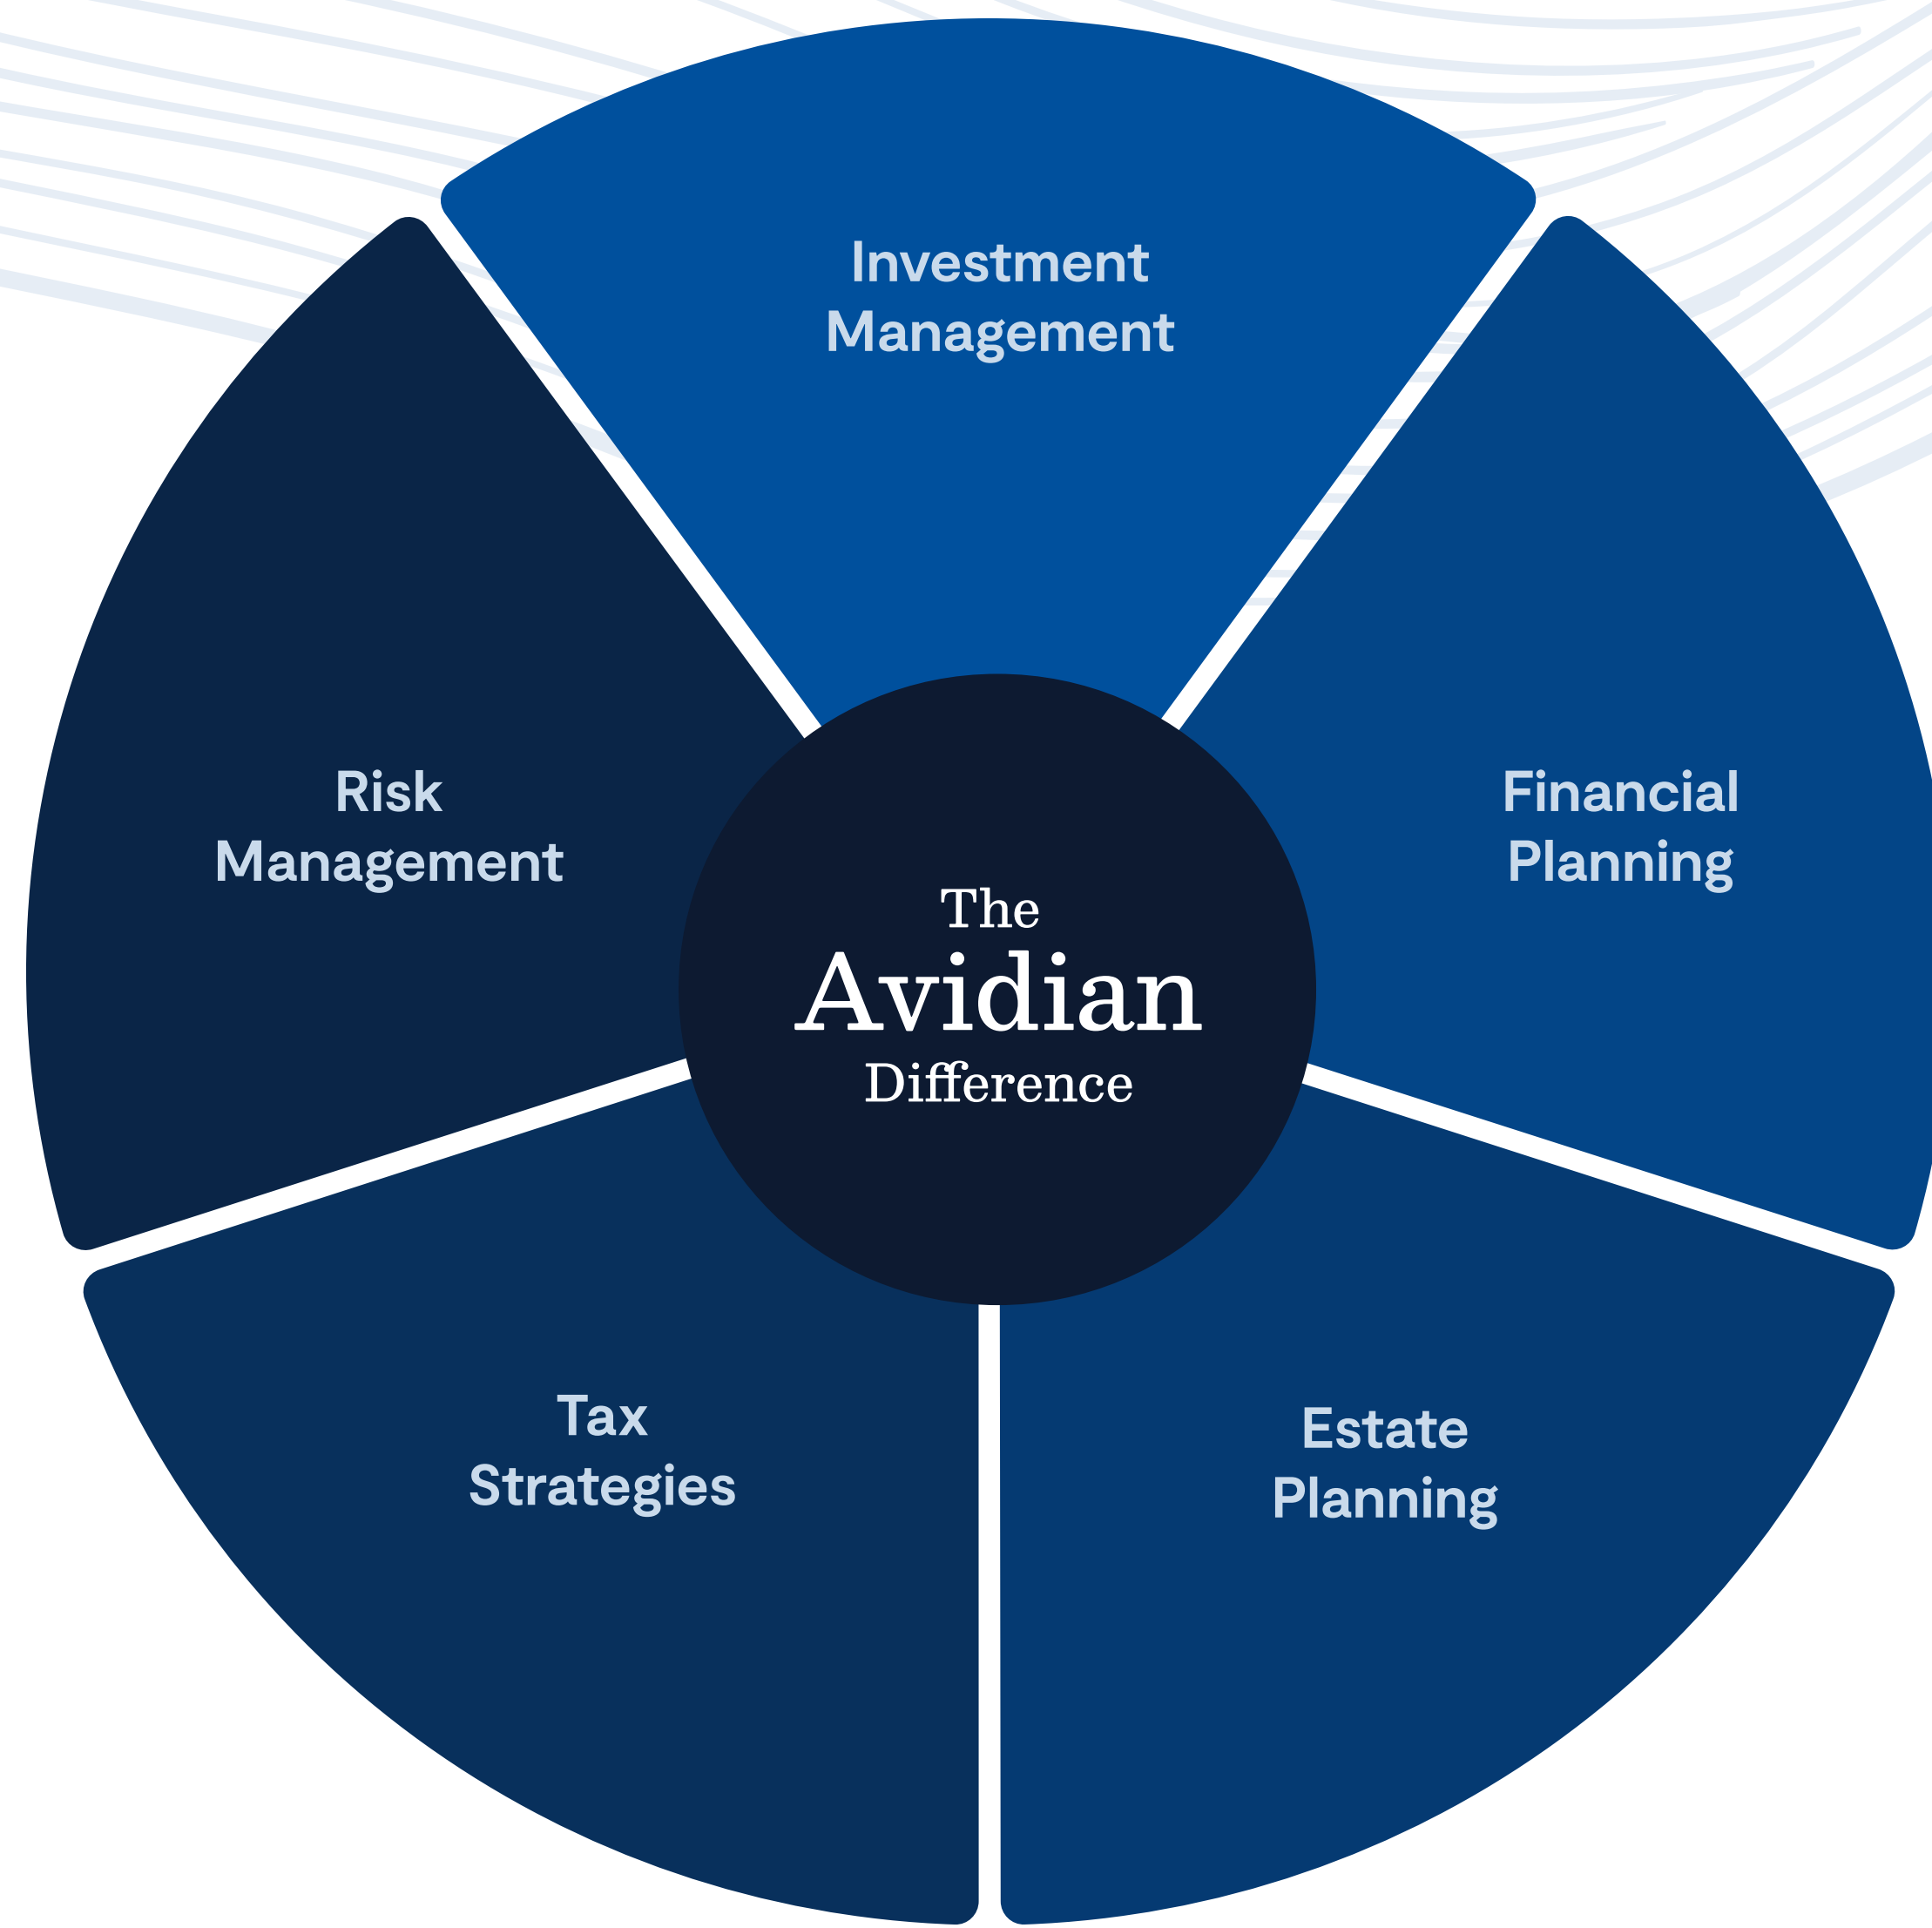 Investment
Management
Risk
Management
Financial
Planning
The
Avidian
Difference
Tax
Strategies
Estate
Planning